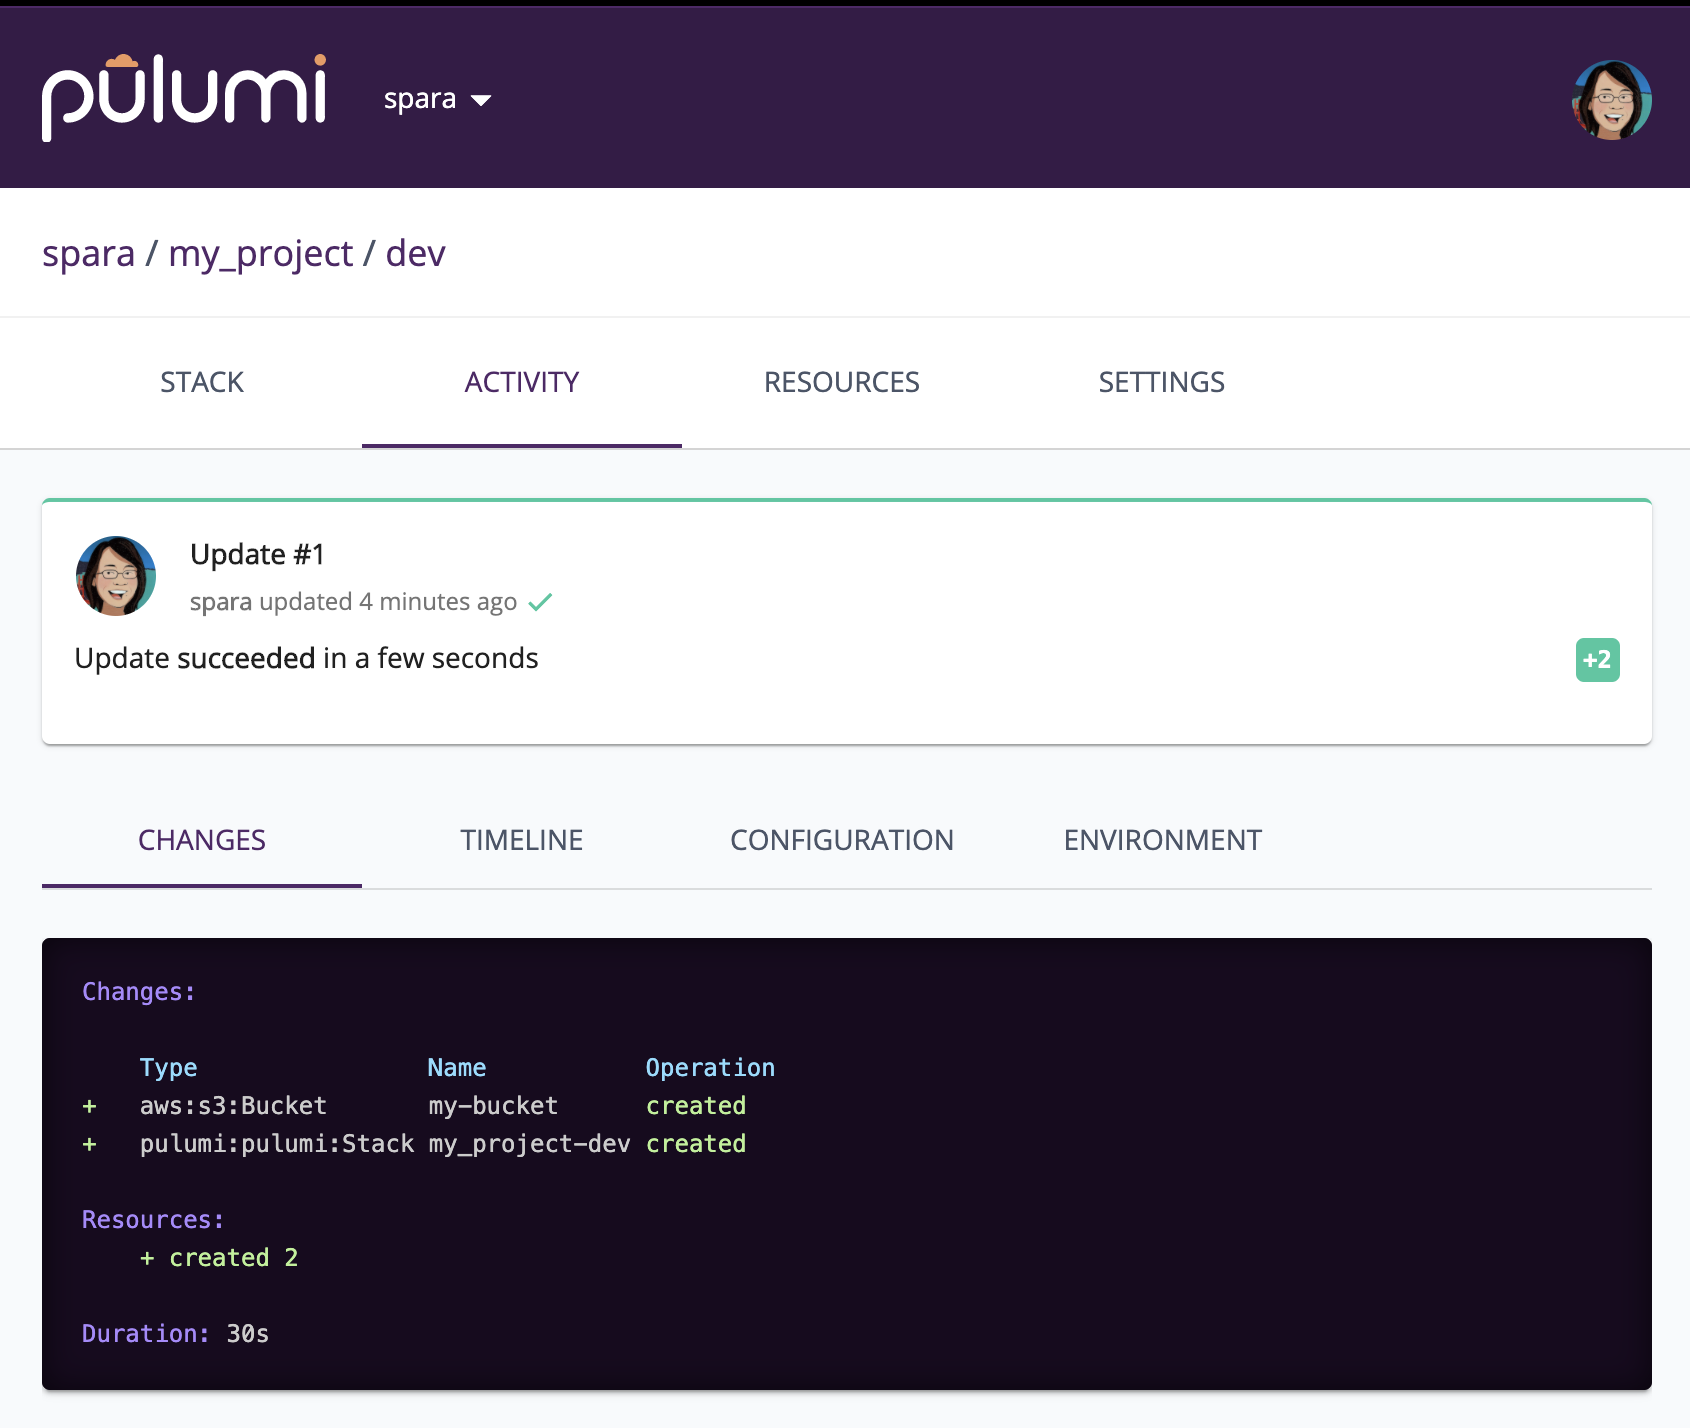 pulumi spara
spara / my_project / dev
STACK ACTIVITY RESOURCES SETTINGS
Update #1
spara updated 4 minutes ago
Update succeeded in a few seconds +2
CHANGES TIMELINE CONFIGURATION ENVIRONMENT
Changes:
Type Name Operation
+ aws:s3:Bucket my-bucket created
+ pulumi:pulumi:Stack my_project-dev created
Resources:
+ created 2
Duration: 30s